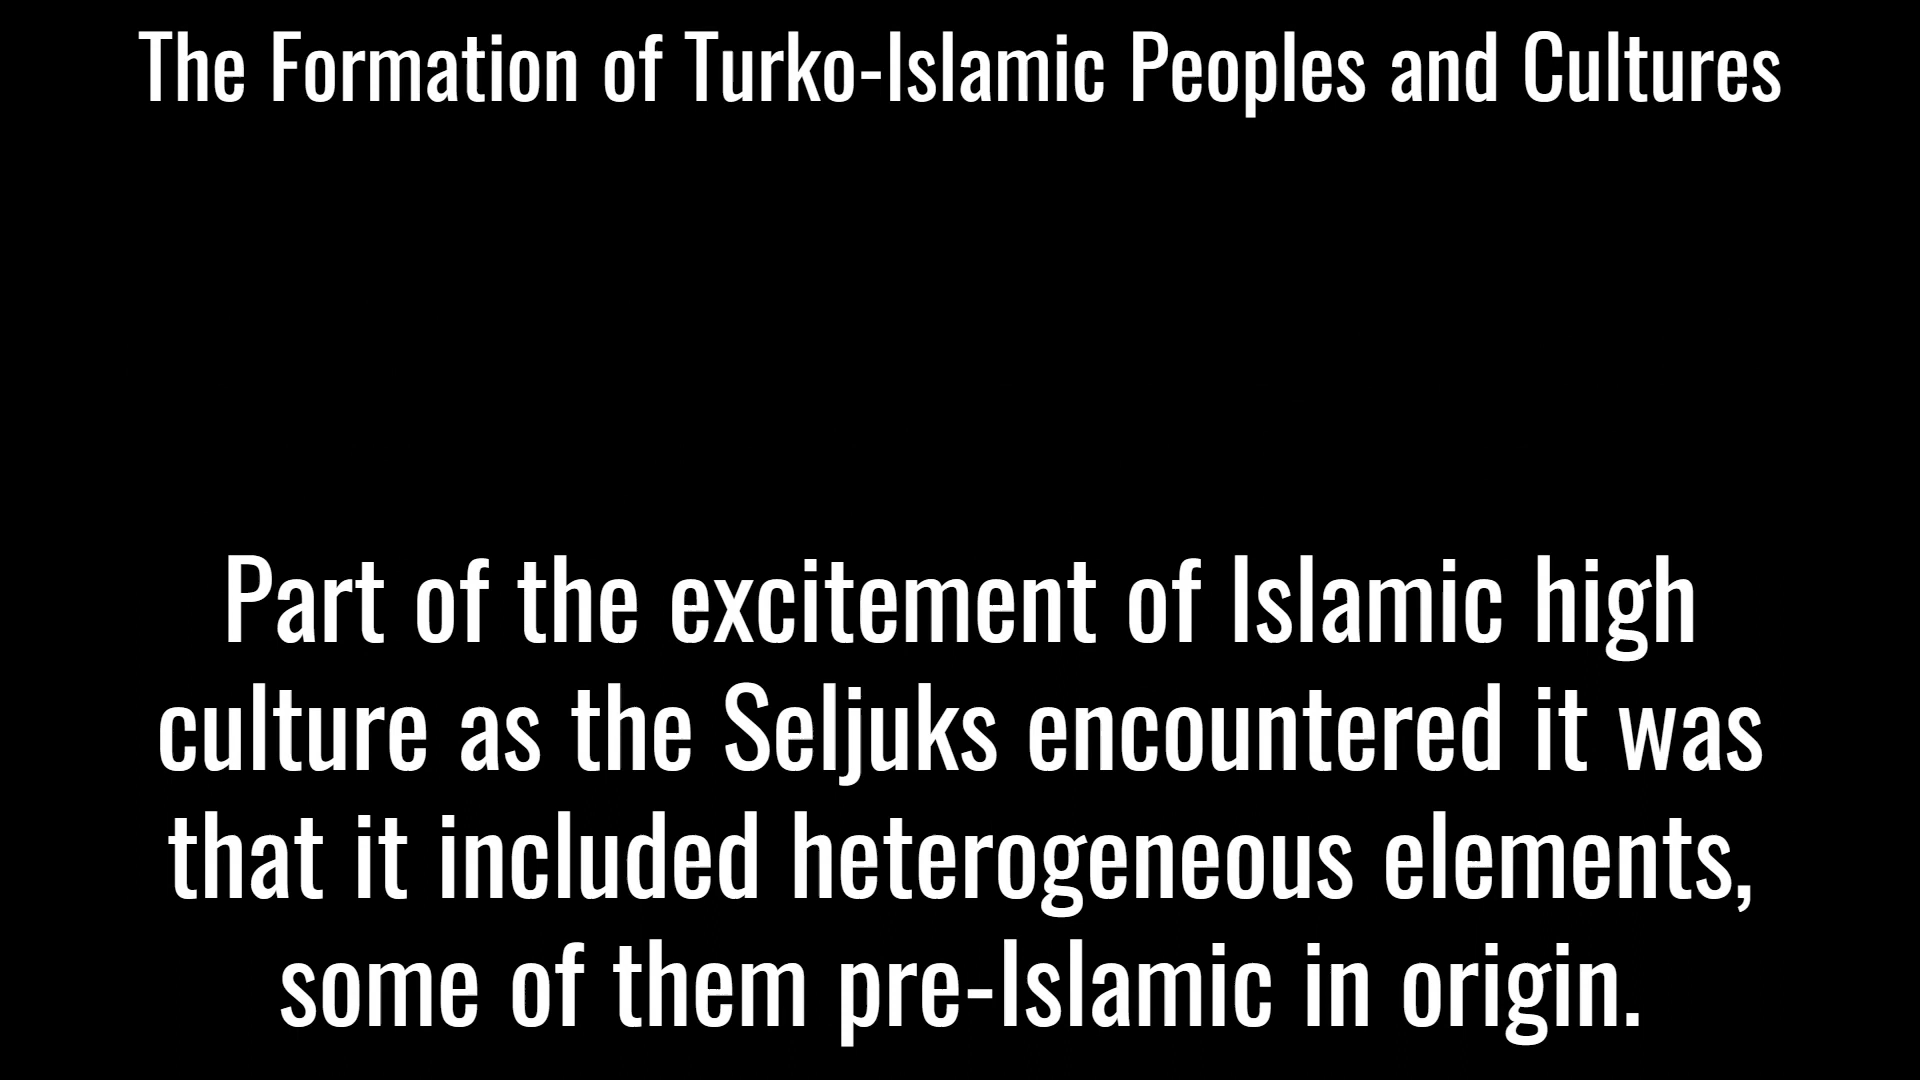 The Formation of Turko-Islamic Peoples and Cultures
Part of the excitement of Islamic high
culture as the Seljuks encountered it was
that it included heterogeneous elements,
some of them pre-Islamic in origin.